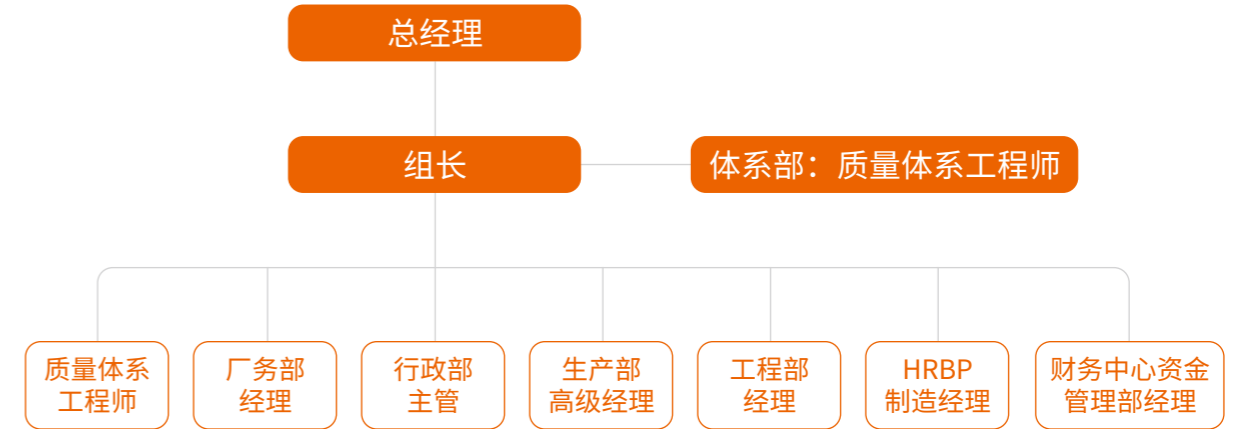 总经理
组长
体系部：质量体系工程师
质量体系
工程师
厂务部
经理
行政部
主管
生产部
高级经理
工程部
经理
HRBP
制造经理
财务中心资金
管理部经理